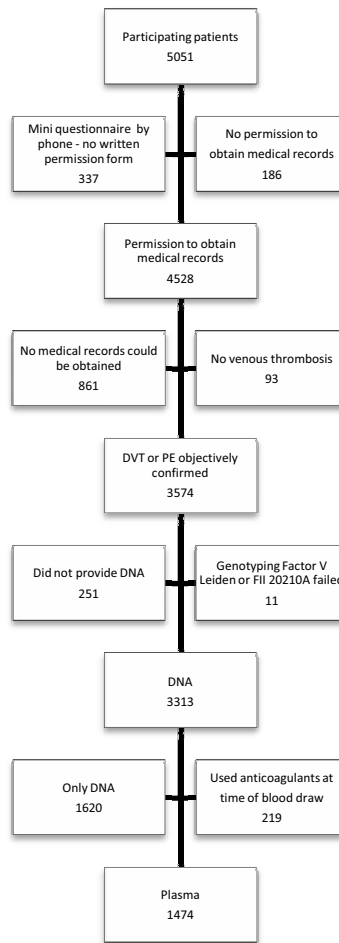 Participating patients
5051
Mini questionnaire by
phone - no written
permission form
337
No permission to
obtain medical records
186
Permission to obtain
medical records
4528
No medical records could
be obtained
861
No venous thrombosis
93
DVT or PE objectively
confirmed
3574
Did not provide DNA
251
Genotyping Factor V
Leiden or FII 20210A failed
11
DNA
3313
Only DNA
1620
Used anticoagulants at
time of blood draw
219
Plasma
1474